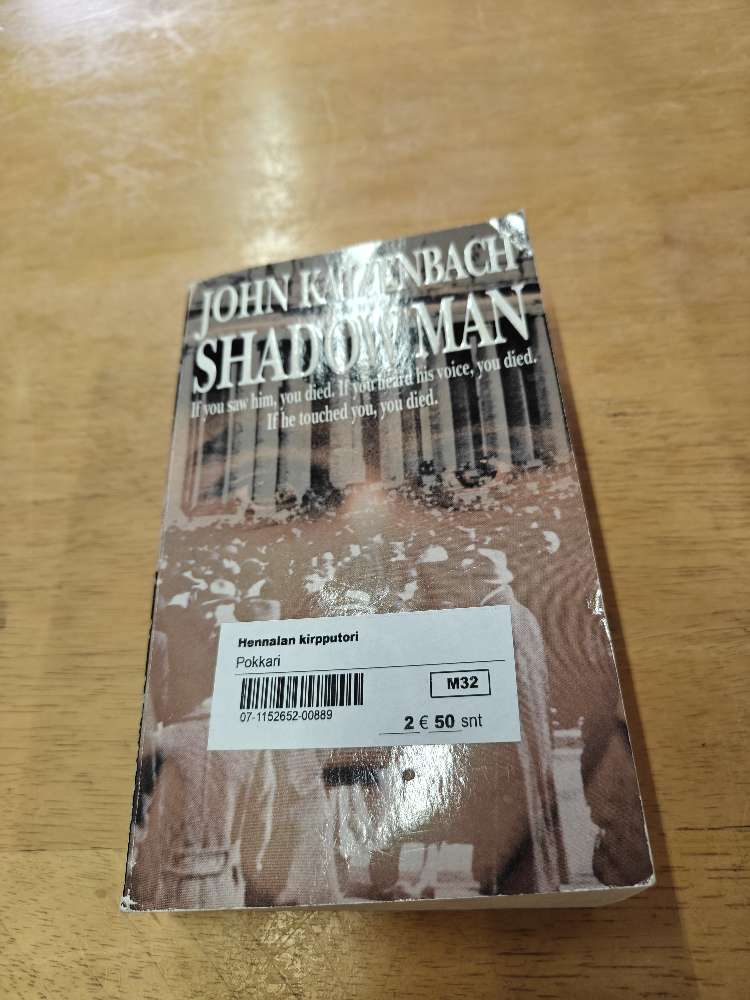 JOHN KATZENBACH
SHADOW MAN
If you saw him, you died. If you heard his voice, you died.
If he touched you, you died.
Hennalan kirpputori
Pokkari
M32
07-1152652-00889
2 € 50 snt